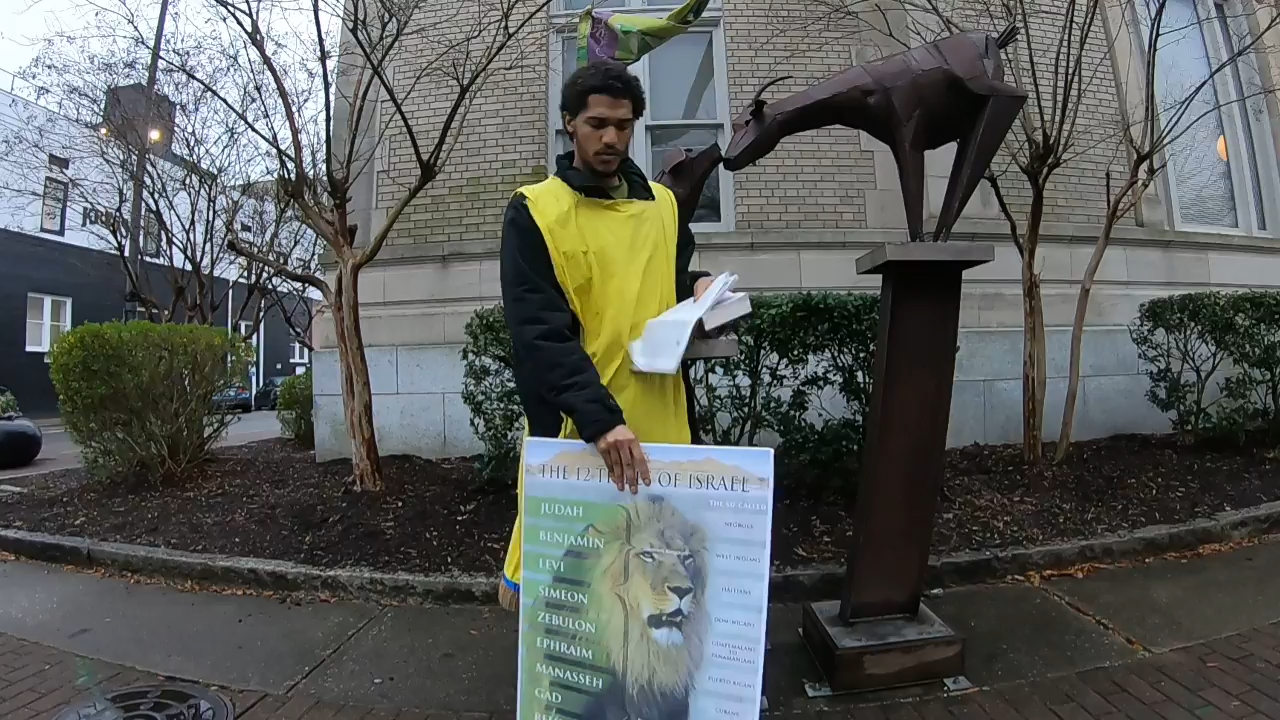 THE 12 OF ISRAEL
THE SO CALLED
JUDAH
NEGROES
BENJAMIN
WEST INDIANS
LEVI
HAITIANS
SIMEON
DOMINICANS
ZEBULON
GUATEMALANS
TO
PANAMANIANS
EPHRAIM
MANASSEH
PUERTO RICANS
GAD
CUBANS